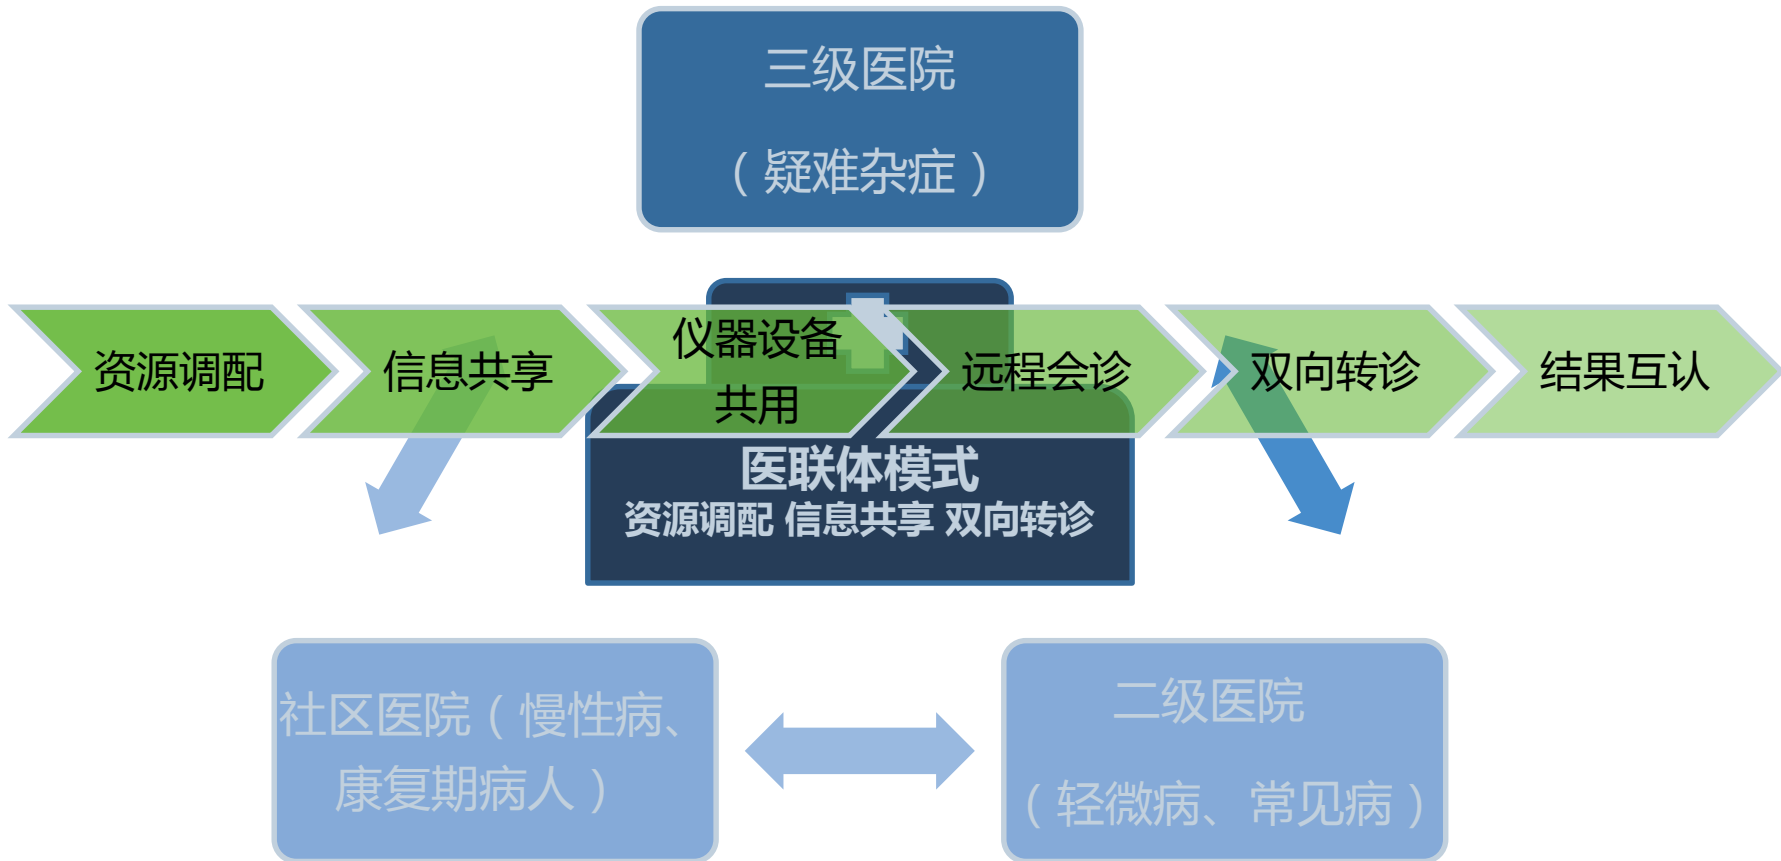 三级医院
（疑难杂症）
资源调配
信息共享
仪器设备
共用
远程会诊
双向转诊
结果互认
医联体模式
资源调配 信息共享 双向转诊
社区医院（慢性病、
康复期病人）
二级医院
（轻微病、常见病）